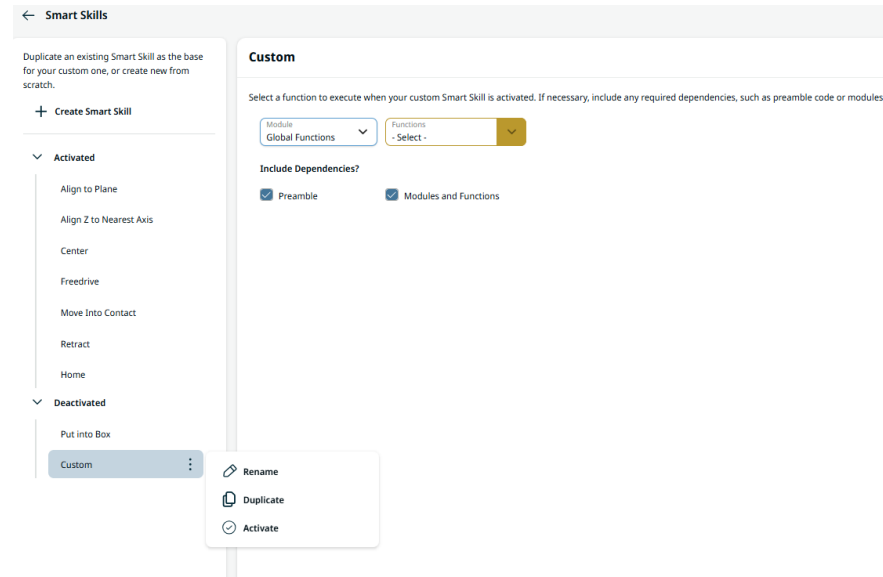 Smart Skills
Duplicate an existing Smart Skill as the base
for your custom one, or create new from
scratch.
Create Smart Skill
Activated
Align to Plane
Align Z to Nearest Axis
Center
Freedrive
Move Into Contact
Retract
Home
Deactivated
Put into Box
Custom
Rename
Duplicate
Activate
Custom
Select a function to execute when your custom Smart Skill is activated. If necessary, include any required dependencies, such as preamble code or modules
Module
Global Functions
Functions
- Select -
Include Dependencies?
Preamble
Modules and Functions